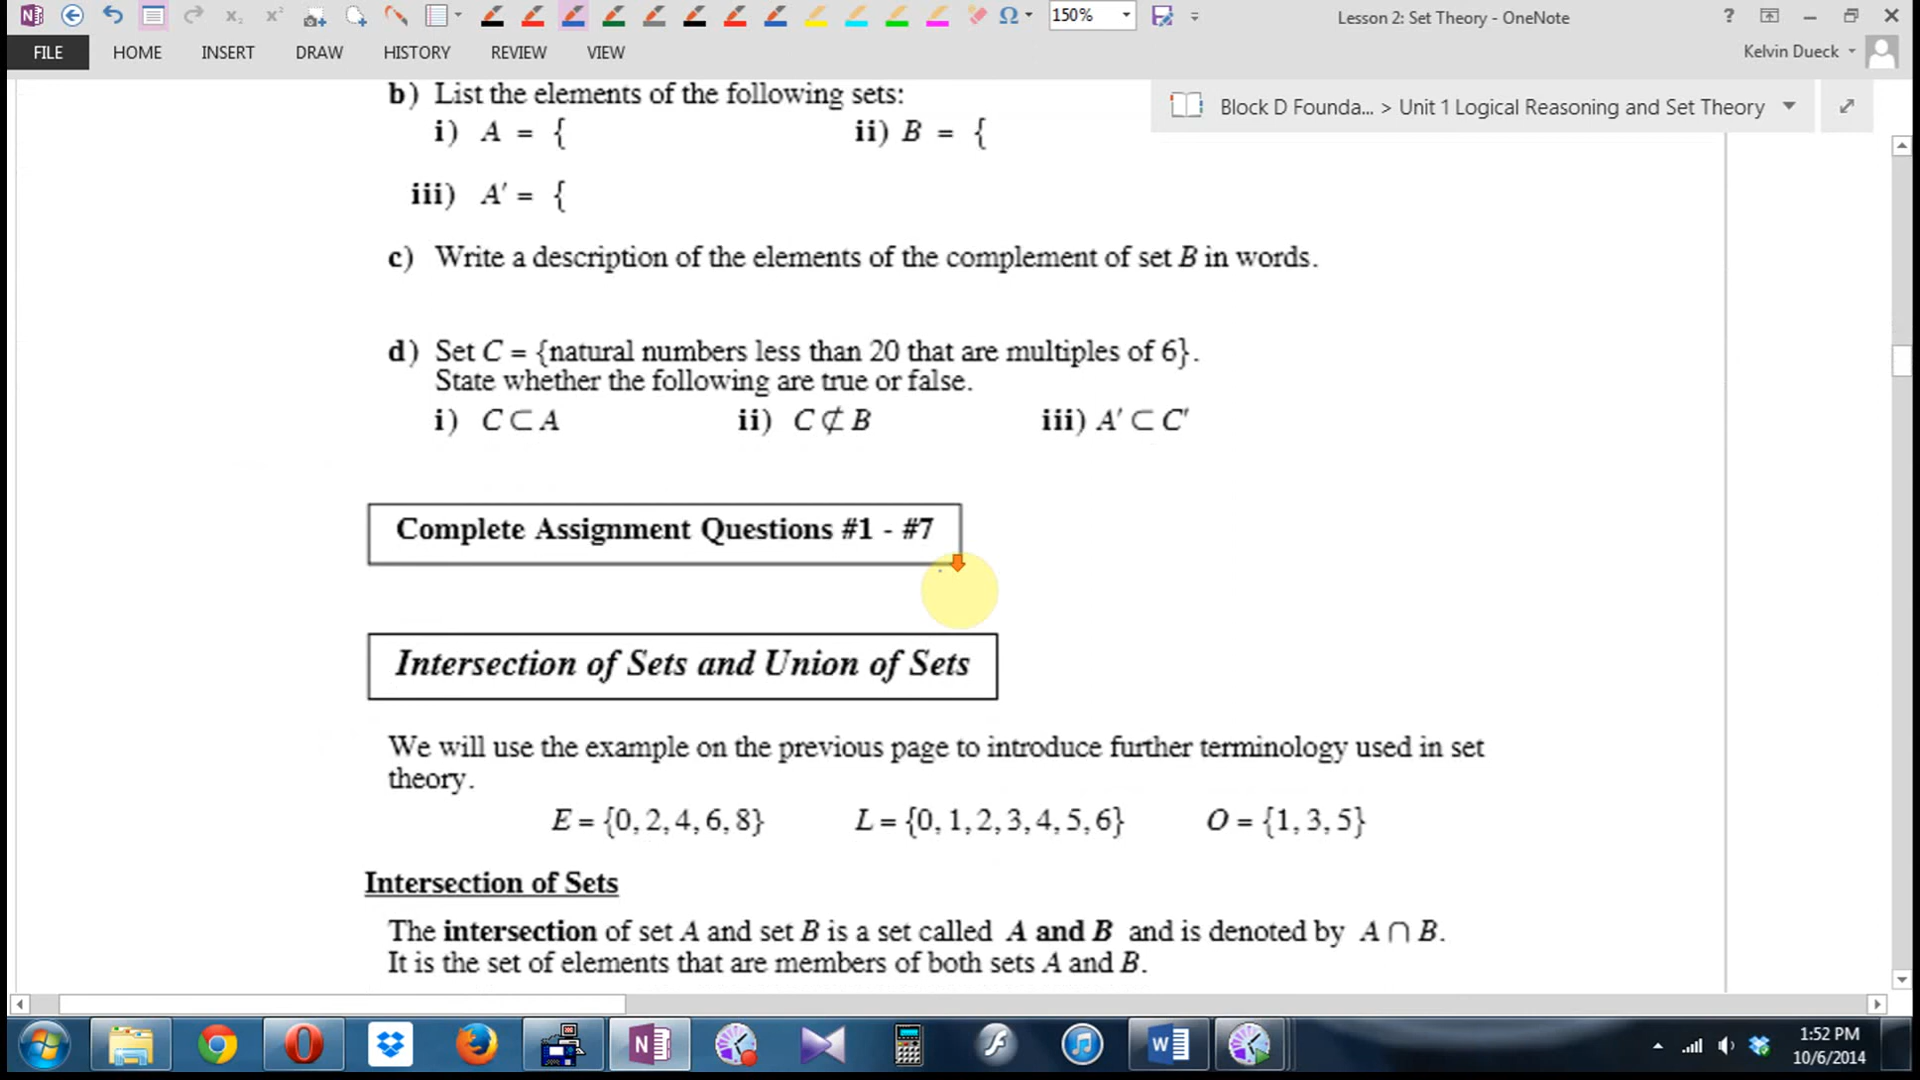 150%
Lesson 2: Set Theory - OneNote
?
FILE HOME INSERT DRAW HISTORY REVIEW VIEW
Kelvin Dueck
Block D Founda... > Unit 1 Logical Reasoning and Set Theory
b) List the elements of the following sets:
i) A = { ii) B = {
iii) A' = {
c) Write a description of the elements of the complement of set B in words.
d) Set C = {natural numbers less than 20 that are multiples of 6}.
State whether the following are true or false.
i) C ⊂ A ii) C ⊄ B iii) A' ⊂ C'
Complete Assignment Questions #1 - #7
Intersection of Sets and Union of Sets
We will use the example on the previous page to introduce further terminology used in set
theory.
E = {0, 2, 4, 6, 8} L = {0, 1, 2, 3, 4, 5, 6} O = {1, 3, 5}
Intersection of Sets
The intersection of set A and set B is a set called A and B and is denoted by A ∩ B.
It is the set of elements that are members of both sets A and B.
1:52 PM
10/6/2014